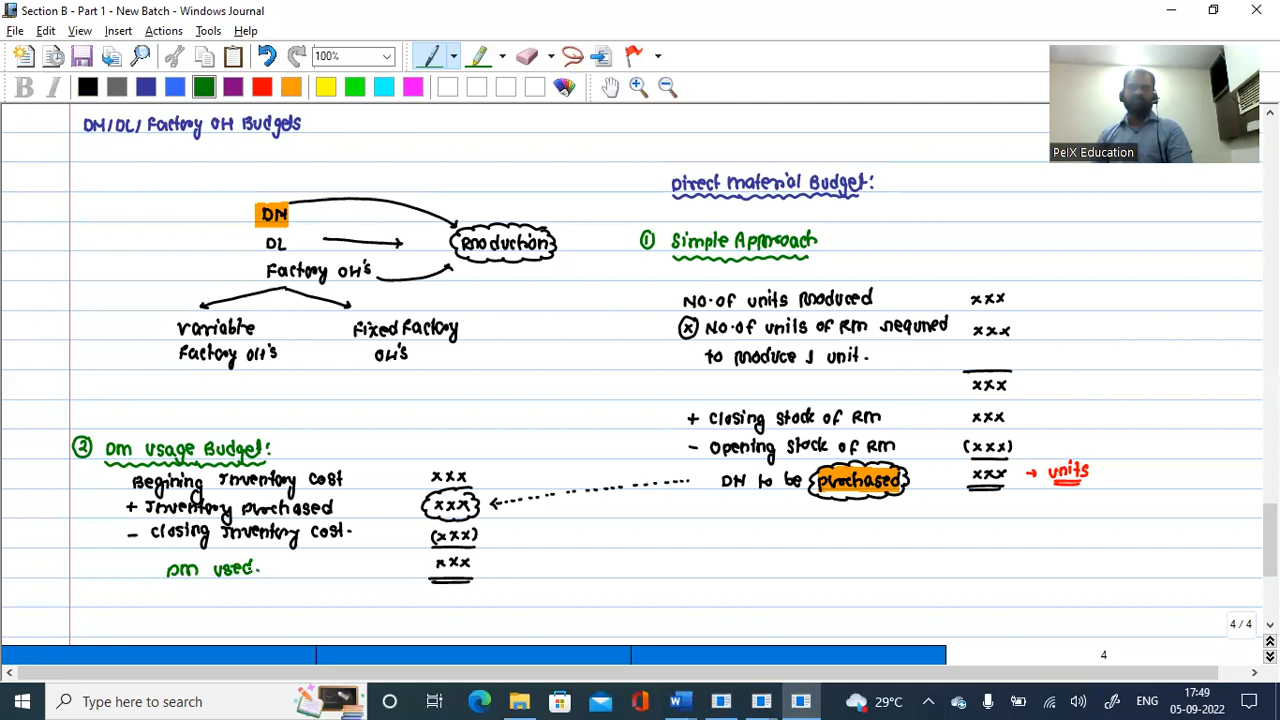 Section B - Part 1 - New Batch - Windows Journal
File Edit View Insert Actions Tools Help
100%
B I
PelX Education
DM/DL/Factory OH Budgets
DM
DL
Factory OH's
Production
Variable
Factory OH's
Fixed Factory
OH's
Direct Material Budget:
① Simple Approach
No. of units Produced xxx
(x) No. of units of RM required xxx
to produce 1 unit.
xxx
+ Closing stock of RM xxx
- Opening stock of RM (xxx)
DM to be purchased xxx → units
② DM Usage Budget:
Begining Inventory Cost xxx
+ Inventory purchased xxx
- Closing Inventory Cost. (xxx)
DM used. xxx
4 / 4
4
Type here to search
29°C
ENG
17:49
05-09-2022